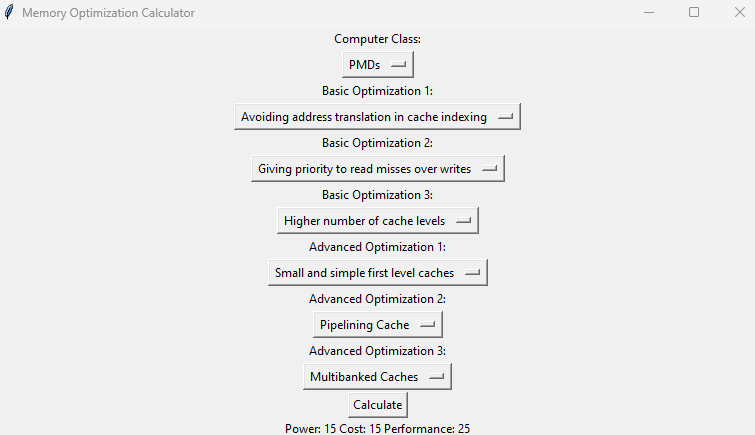 Memory Optimization Calculator
Computer Class:
PMDs
Basic Optimization 1:
Avoiding address translation in cache indexing
Basic Optimization 2:
Giving priority to read misses over writes
Basic Optimization 3:
Higher number of cache levels
Advanced Optimization 1:
Small and simple first level caches
Advanced Optimization 2:
Pipelining Cache
Advanced Optimization 3:
Multibanked Caches
Calculate
Power: 15 Cost: 15 Performance: 25